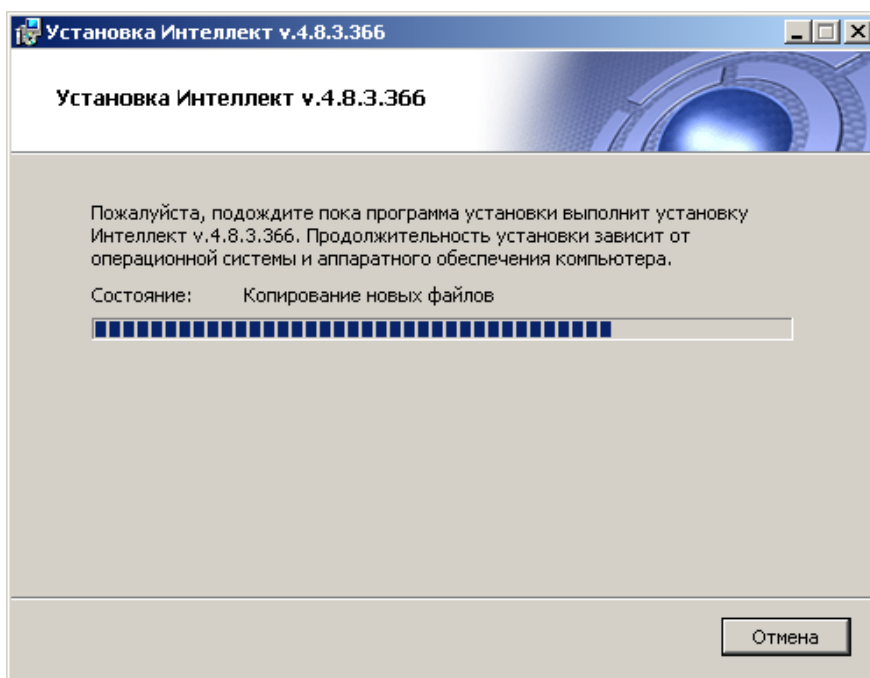 Установка Интеллект v.4.8.3.366
Установка Интеллект v.4.8.3.366
Пожалуйста, подождите пока программа установки выполнит установку
Интеллект v.4.8.3.366. Продолжительность установки зависит от
операционной системы и аппаратного обеспечения компьютера.
Состояние: Копирование новых файлов
Отмена